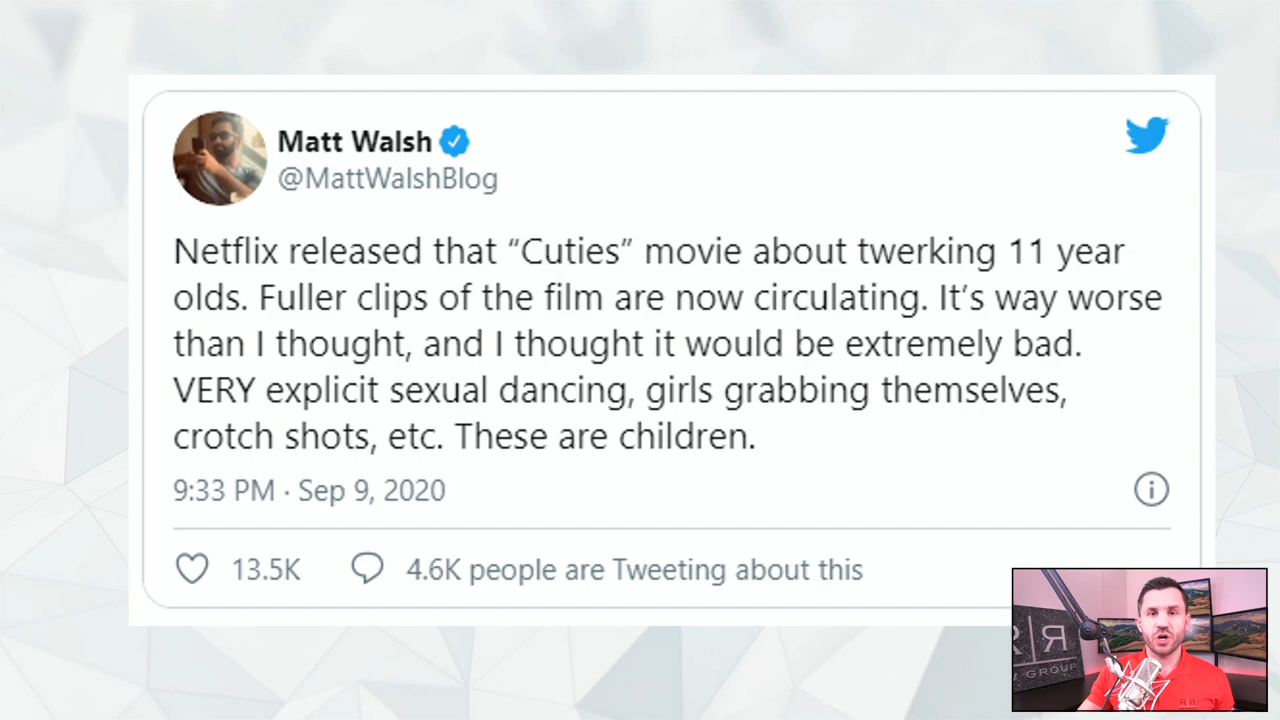 Matt Walsh
@MattWalshBlog
Netflix released that “Cuties” movie about twerking 11 year
olds. Fuller clips of the film are now circulating. It’s way worse
than I thought, and I thought it would be extremely bad.
VERY explicit sexual dancing, girls grabbing themselves,
crotch shots, etc. These are children.
9:33 PM · Sep 9, 2020
13.5K 4.6K people are Tweeting about this
R|R
GROUP